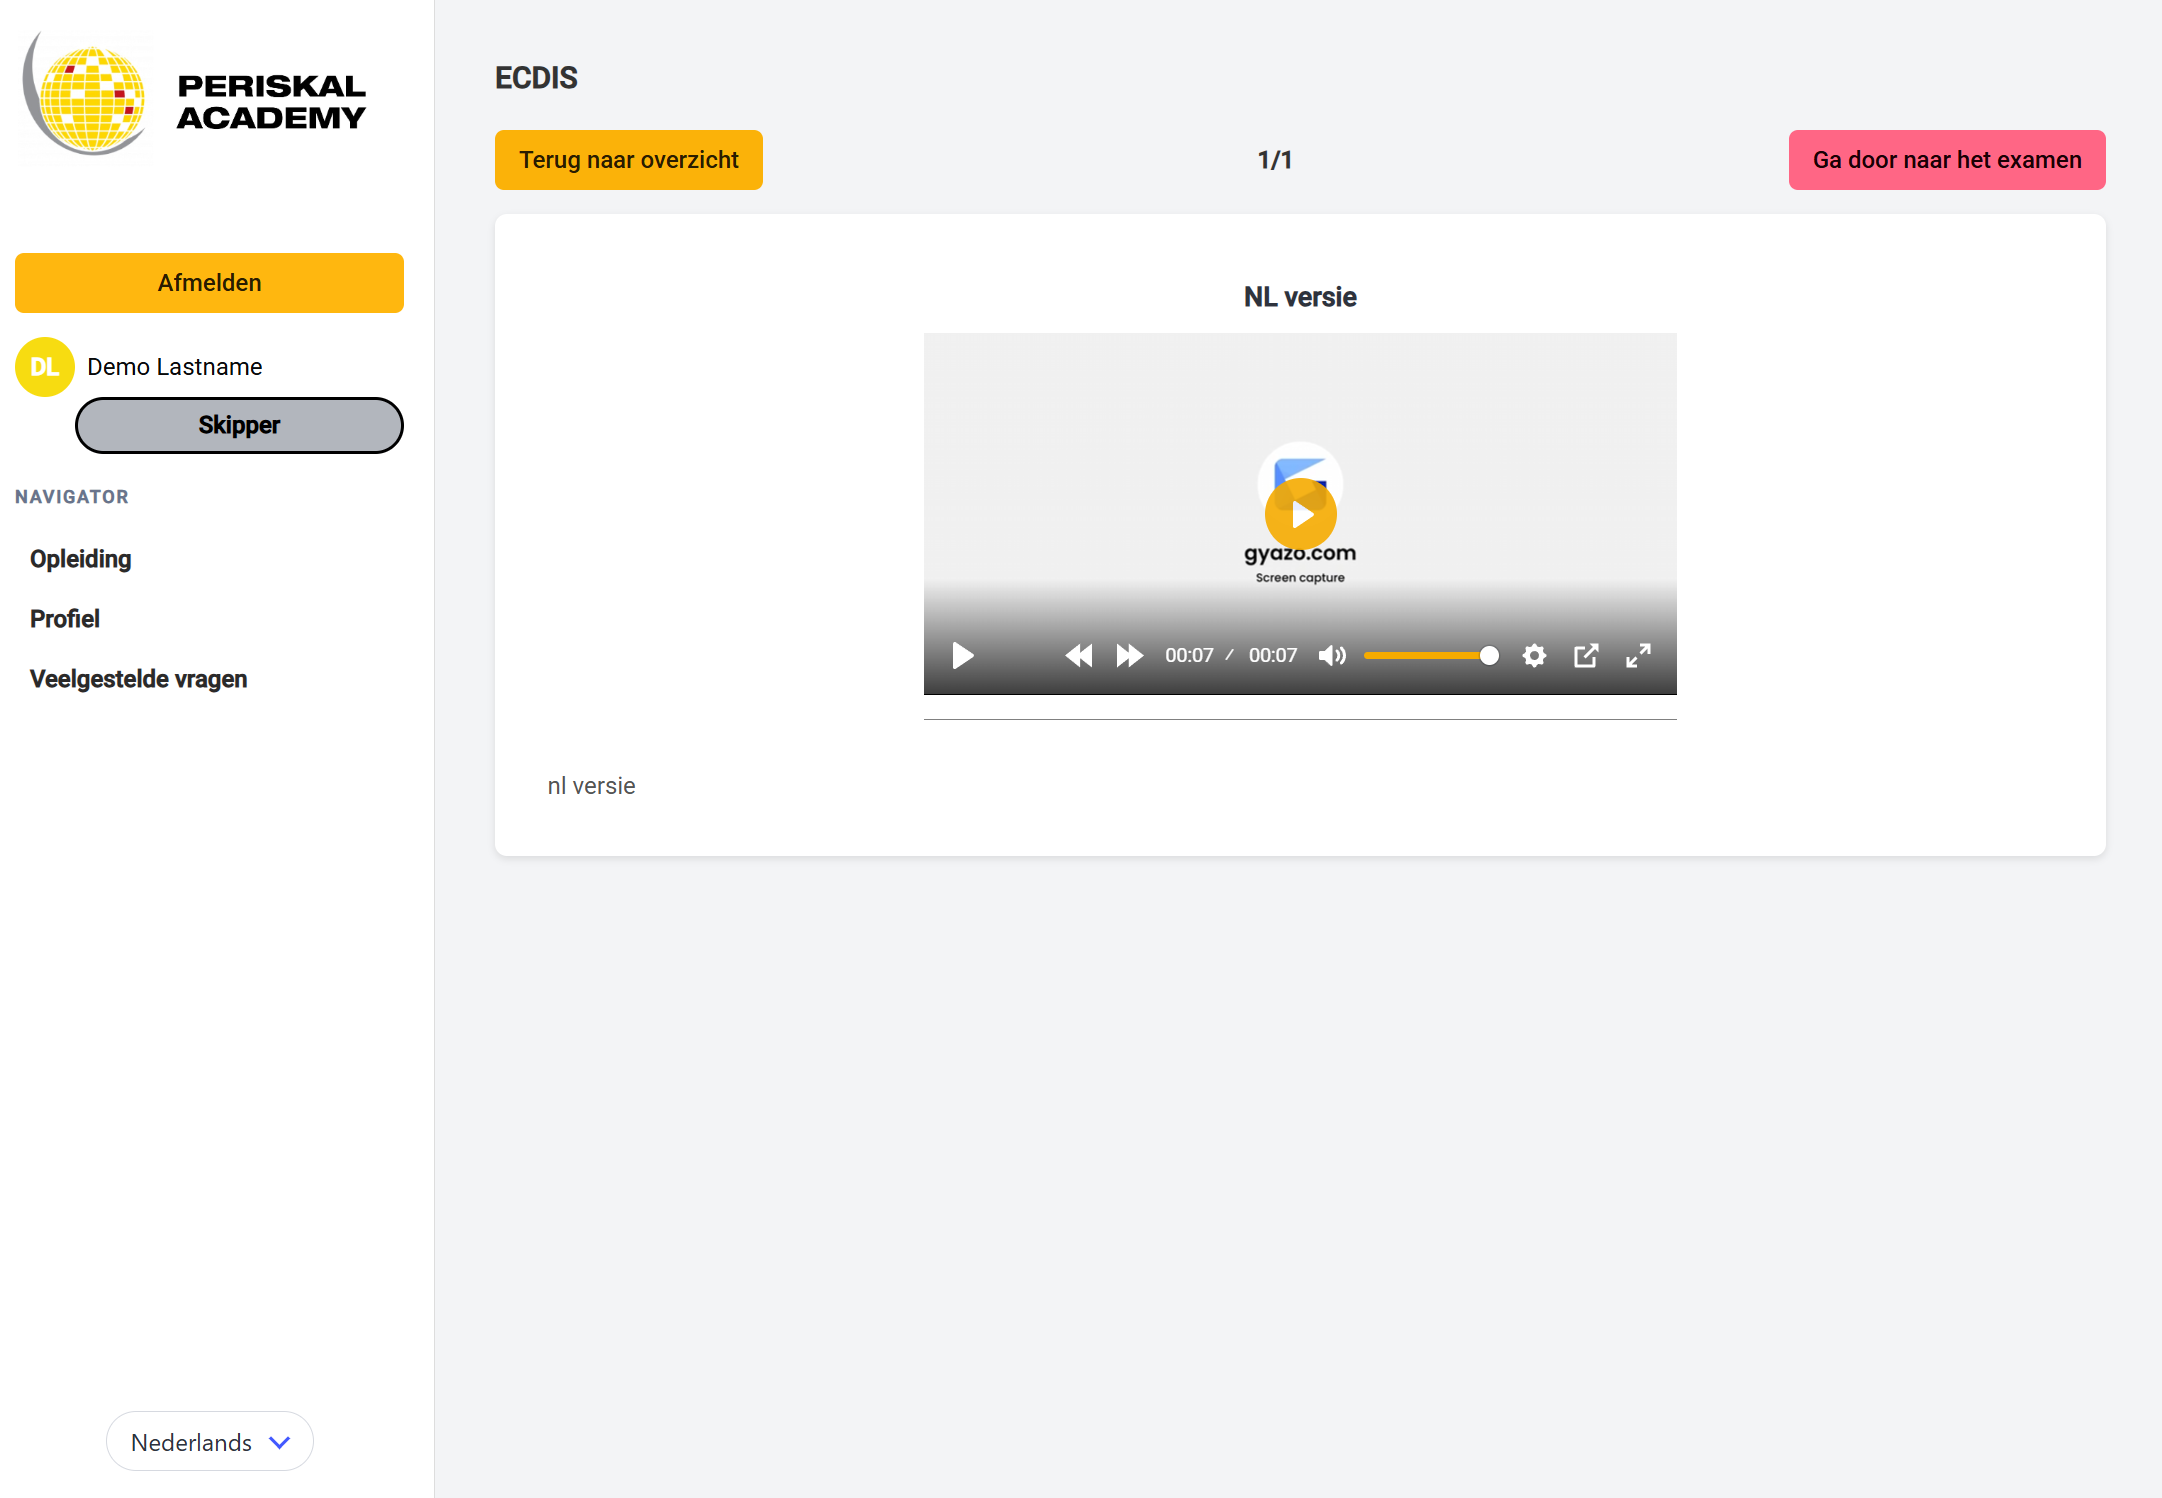 PERISKAL
ACADEMY
Afmelden
DL
Demo Lastname
Skipper
NAVIGATOR
Opleiding
Profiel
Veelgestelde vragen
Nederlands
ECDIS
Terug naar overzicht
1/1
Ga door naar het examen
NL versie
gyazo.com
Screen capture
00:07 / 00:07
nl versie